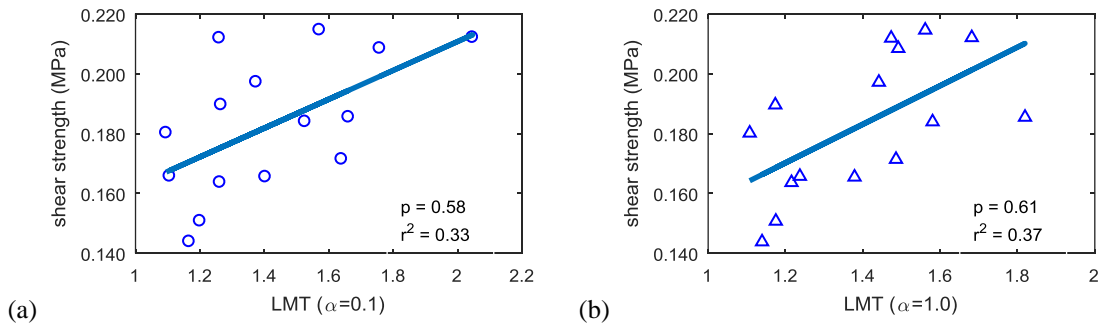 0.220
0.200
0.180
0.160
0.140
shear strength (MPa)
p = 0.58
r² = 0.33
1 1.2 1.4 1.6 1.8 2 2.2
LMT (α=0.1)
(a)
0.220
0.200
0.180
0.160
0.140
shear strength (MPa)
p = 0.61
r² = 0.37
1 1.2 1.4 1.6 1.8 2
LMT (α=1.0)
(b)